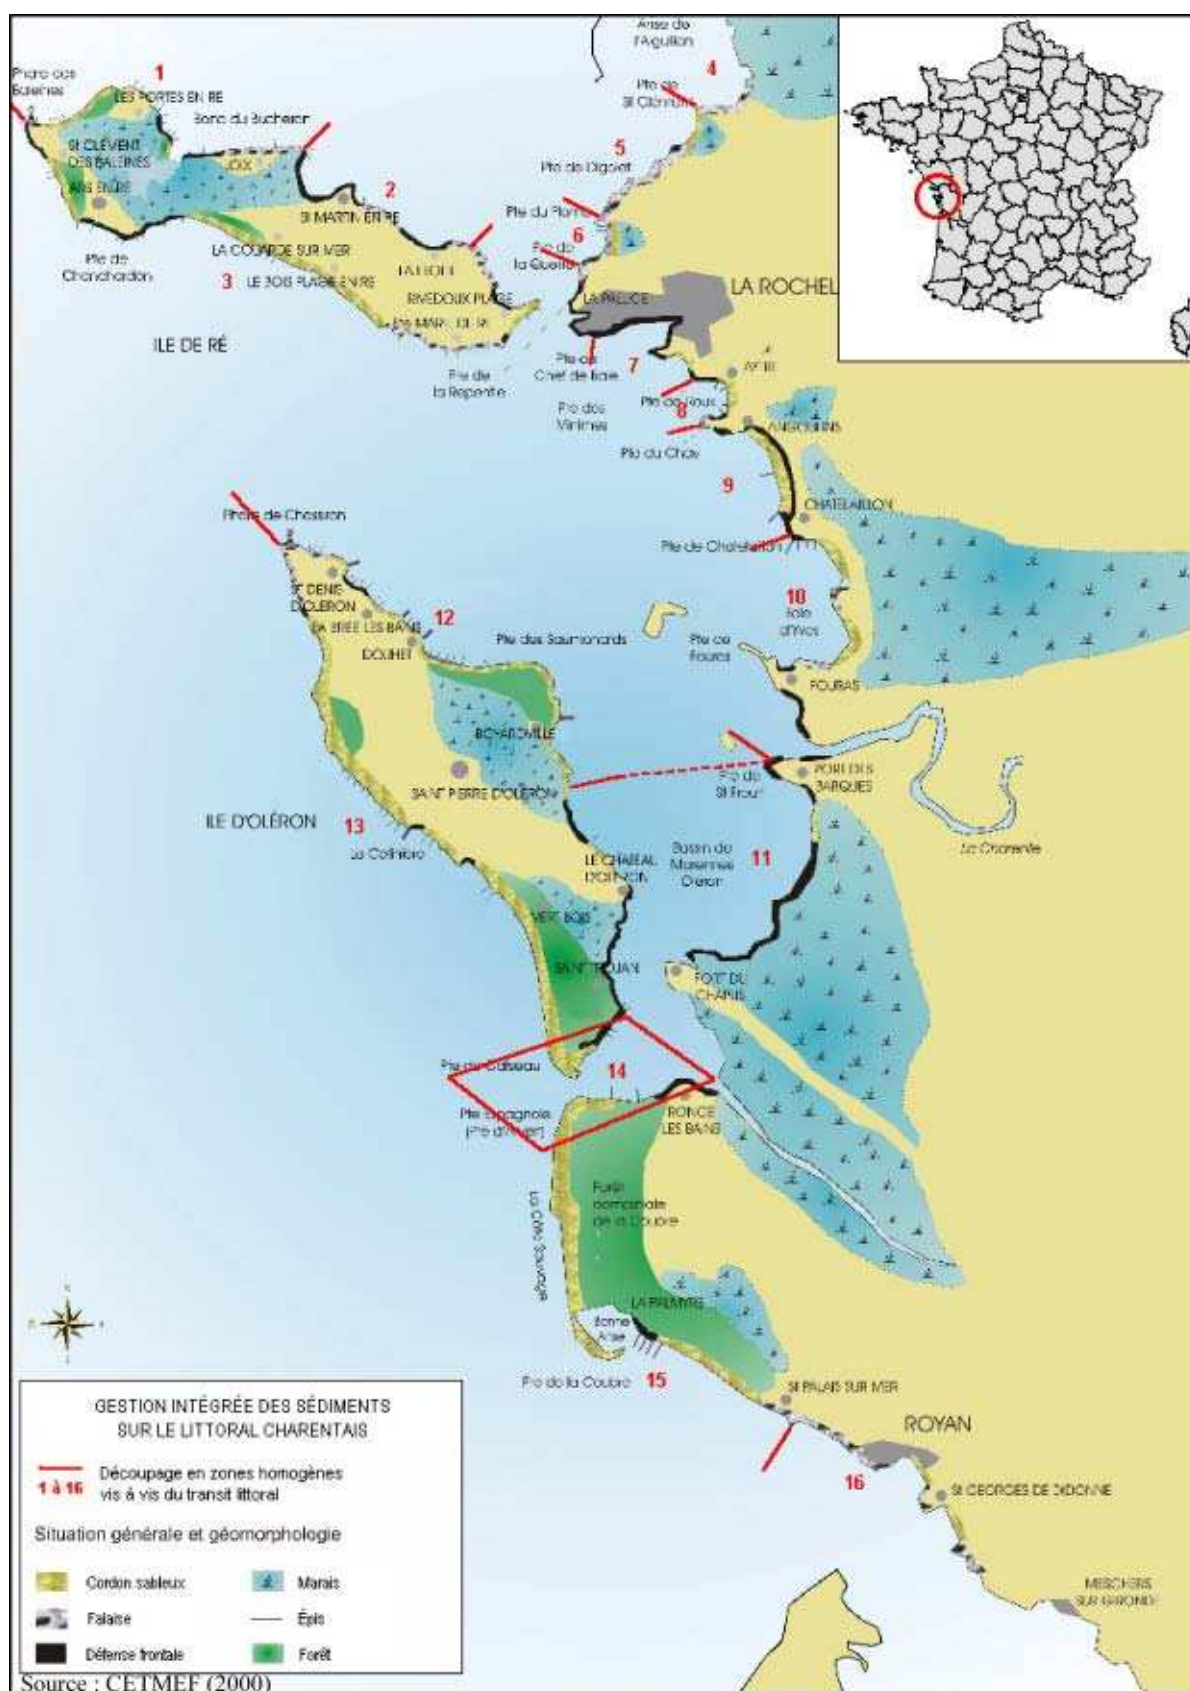 Anse de
l'Aiguillon
Phare des
Baleines
1
LES PORTES EN RE
4
Pte de
St Clément
Banc du Bucheron
ST CLÉMENT
DES BALEINES
LOIX
ARS EN RE
5
Pte de Digolet
2
ST MARTIN EN RE
Pte du Plomb
6
Pte de
Chanchardon
LA COUARDE SUR MER
3
LE BOIS PLAGE EN RE
LA FLOTTE
RIVEDOUX PLAGE
Ste MARIE DE RE
LA PALLICE
LA ROCHEL
ILE DE RÉ
Pte de
la Repentie
Pte de
Chef de Baie
7
Pte des
Minimes
Pte de Roux
8
AYTRE
ANGOULINS
Pte du Chay
9
CHATELAILLON
Phare de Chassiron
Pte de Chatelaillon
ST DENIS
D'OLERON
LA BREE LES BAINS
12
DOUHET
10
Baie
d'Yves
Pte des Saumonards
Pte de
Fouras
FOURAS
BOYARDVILLE
SAINT PIERRE D'OLERON
Pte de
St Froult
PORT DES
BARQUES
ILE D'OLÉRON
13
La Cotinière
La Charente
LE CHATEAU
D'OLERON
Bassin de
Marennes
Oleron
11
VERT BOIS
SAINT TROJAN
FORT DU
CHAPUS
Pte de Gatseau
14
Pte Espagnole
(Pte d'Arvert)
RONCE
LES BAINS
La Côte Sauvage
Forêt
domaniale
de la Coubre
LA PALMYRE
Bonne
Anse
Pte de la Coubre
15
ST PALAIS SUR MER
ROYAN
16
ST GEORGES DE DIDONNE
MESCHERS
SUR GIRONDE
GESTION INTÉGRÉE DES SÉDIMENTS
SUR LE LITTORAL CHARENTAIS
1 à 16
Découpage en zones homogènes
vis à vis du transit littoral
Situation générale et géomorphologie
Cordon sableux
Marais
Falaise
Épis
Défense frontale
Forêt
Source : CETMEF (2000)